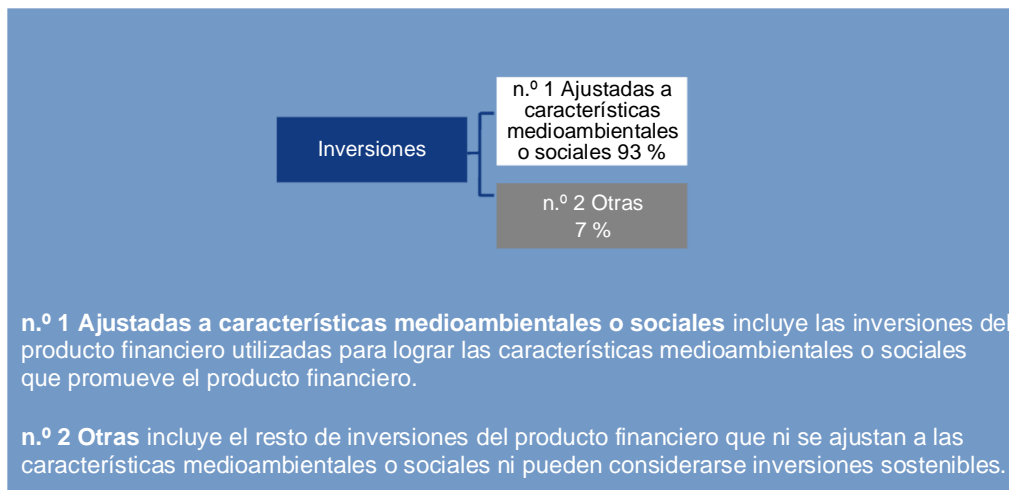 n.º 1 Ajustadas a
características
medioambientales
o sociales 93 %
Inversiones
n.º 2 Otras
7 %
n.º 1 Ajustadas a características medioambientales o sociales incluye las inversiones del
producto financiero utilizadas para lograr las características medioambientales o sociales
que promueve el producto financiero.
n.º 2 Otras incluye el resto de inversiones del producto financiero que ni se ajustan a las
características medioambientales o sociales ni pueden considerarse inversiones sostenibles.